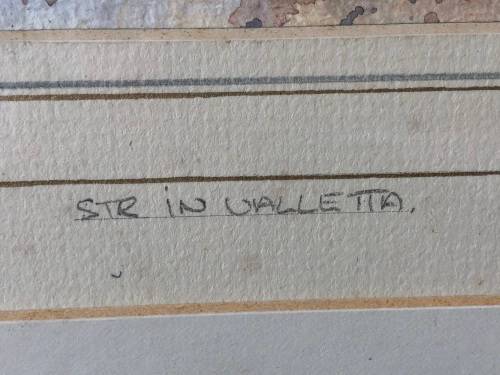 STR IN VALLETTA.